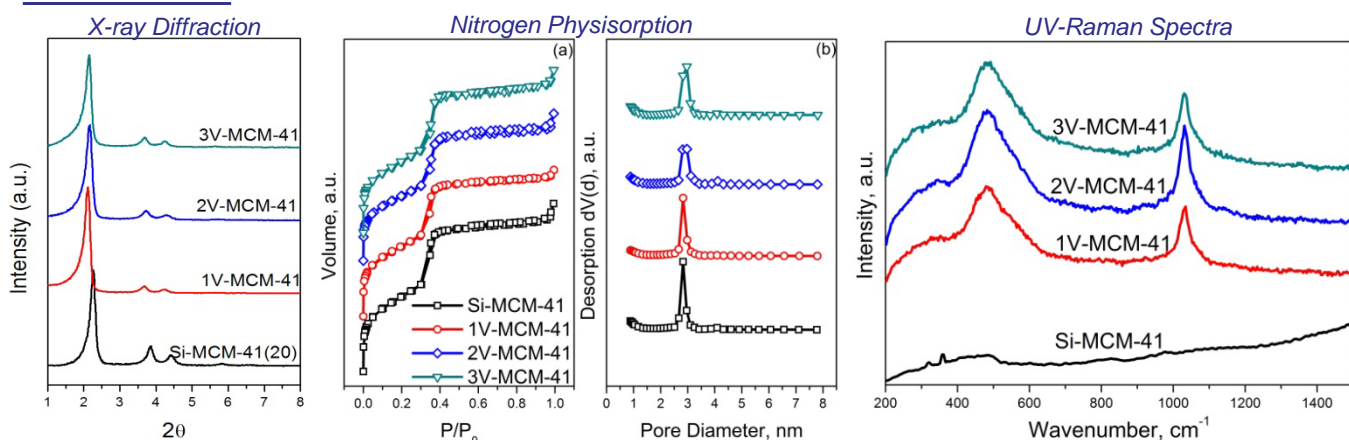 X-ray Diffraction
Intensity (a.u.)
3V-MCM-41
2V-MCM-41
1V-MCM-41
Si-MCM-41(20)
1 2 3 4 5 6 7 8
2θ
Nitrogen Physisorption
(a)
Volume, a.u.
Si-MCM-41
1V-MCM-41
2V-MCM-41
3V-MCM-41
0.0 0.2 0.4 0.6 0.8 1.0
P/P₀
(b)
Desorption dV(d), a.u.
0 1 2 3 4 5 6 7 8
Pore Diameter, nm
UV-Raman Spectra
Intensity, a.u.
3V-MCM-41
2V-MCM-41
1V-MCM-41
Si-MCM-41
200 400 600 800 1000 1200 1400
Wavenumber, cm⁻¹